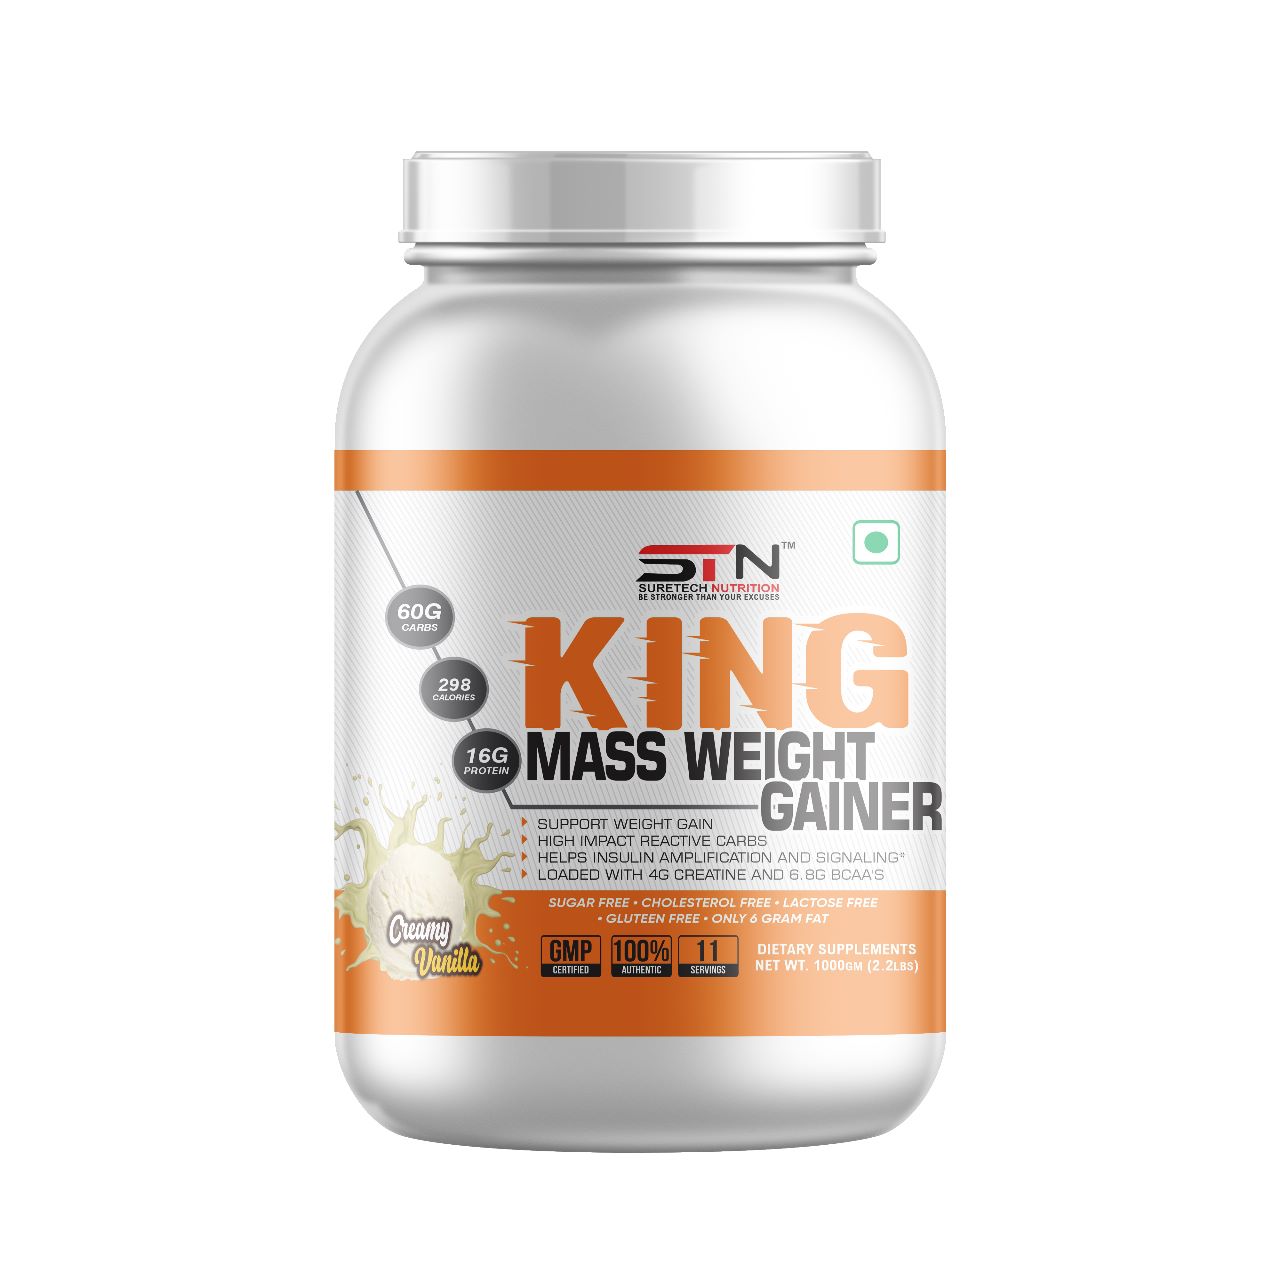 STN™
SURETECH NUTRITION
BE STRONGER THAN YOUR EXCUSES
KING
MASS WEIGHT
GAINER
60G
CARBS
298
CALORIES
16G
PROTEIN
SUPPORT WEIGHT GAIN
HIGH IMPACT REACTIVE CARBS
HELPS INSULIN AMPLIFICATION AND SIGNALING*
LOADED WITH 4G CREATINE AND 6.8G BCAA'S
SUGAR FREE • CHOLESTEROL FREE • LACTOSE FREE
• GLUTEEN FREE • ONLY 6 GRAM FAT
Creamy
Vanilla
GMP
CERTIFIED
100%
AUTHENTIC
11
SERVINGS
DIETARY SUPPLEMENTS
NET WT. 1000GM (2.2LBS)